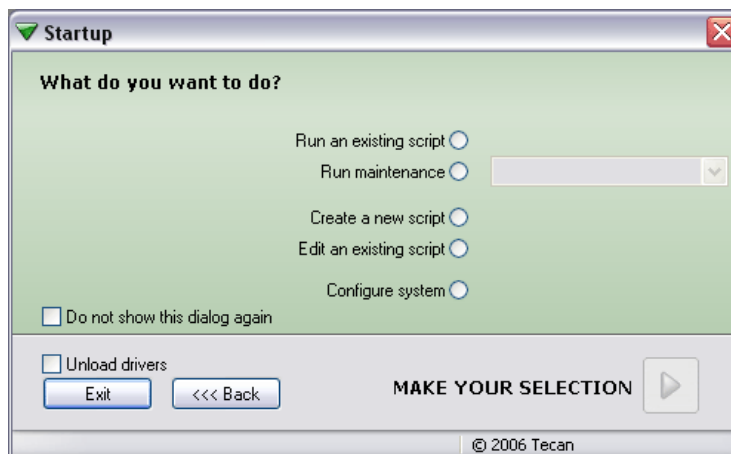 Startup
What do you want to do?
Run an existing script
Run maintenance
Create a new script
Edit an existing script
Configure system
Do not show this dialog again
Unload drivers
Exit
<<< Back
MAKE YOUR SELECTION
© 2006 Tecan